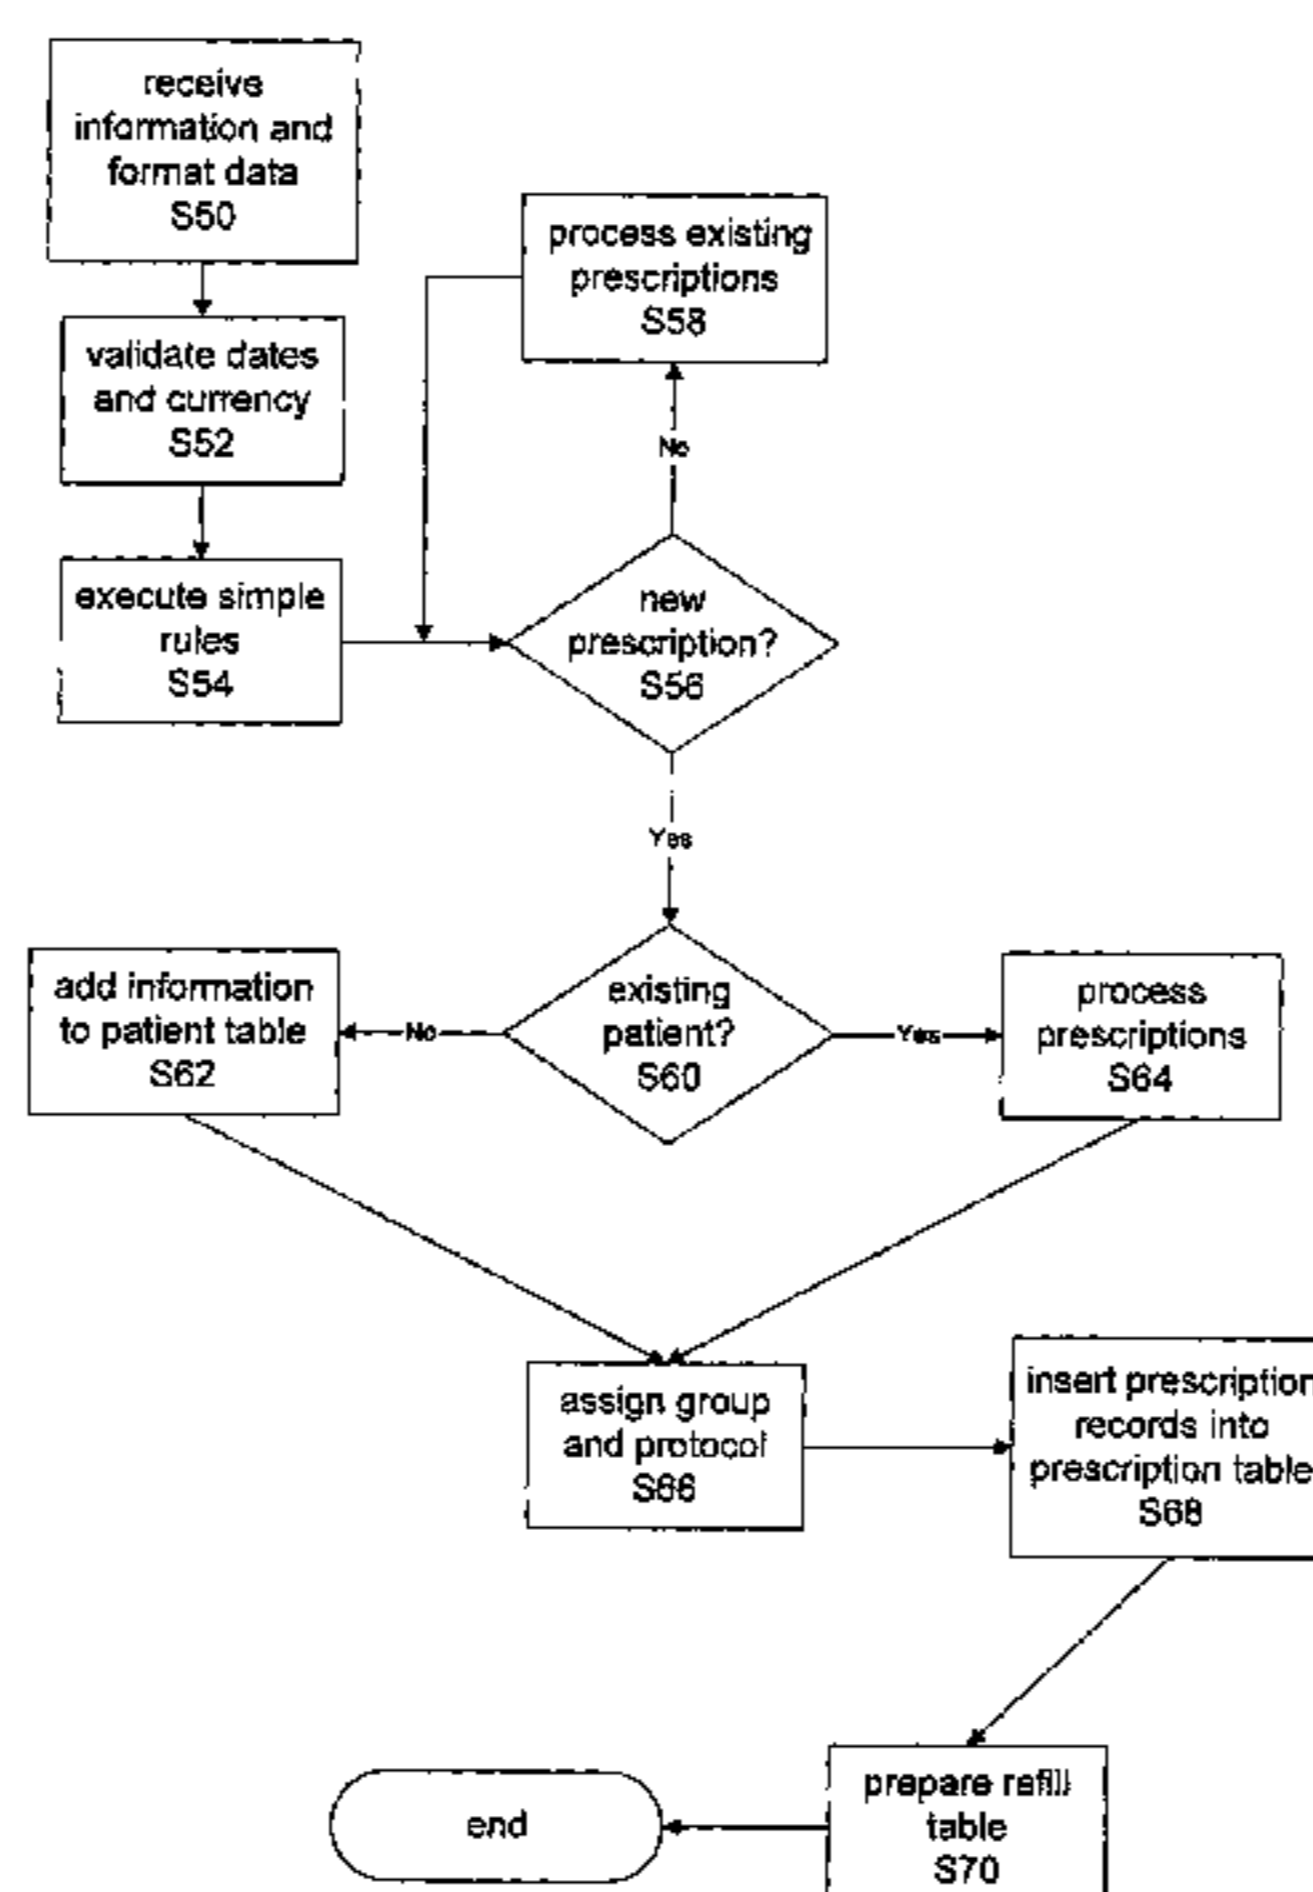 receive
information and
format data
S50
process existing
prescriptions
S58
validate dates
and currency
S52
No
execute simple
rules
S54
new
prescription?
S56
Yes
add information
to patient table
S62
No
existing
patient?
S60
Yes
process
prescriptions
S64
assign group
and protocol
S66
insert prescription
records into
prescription table
S68
prepare refill
table
S70
end